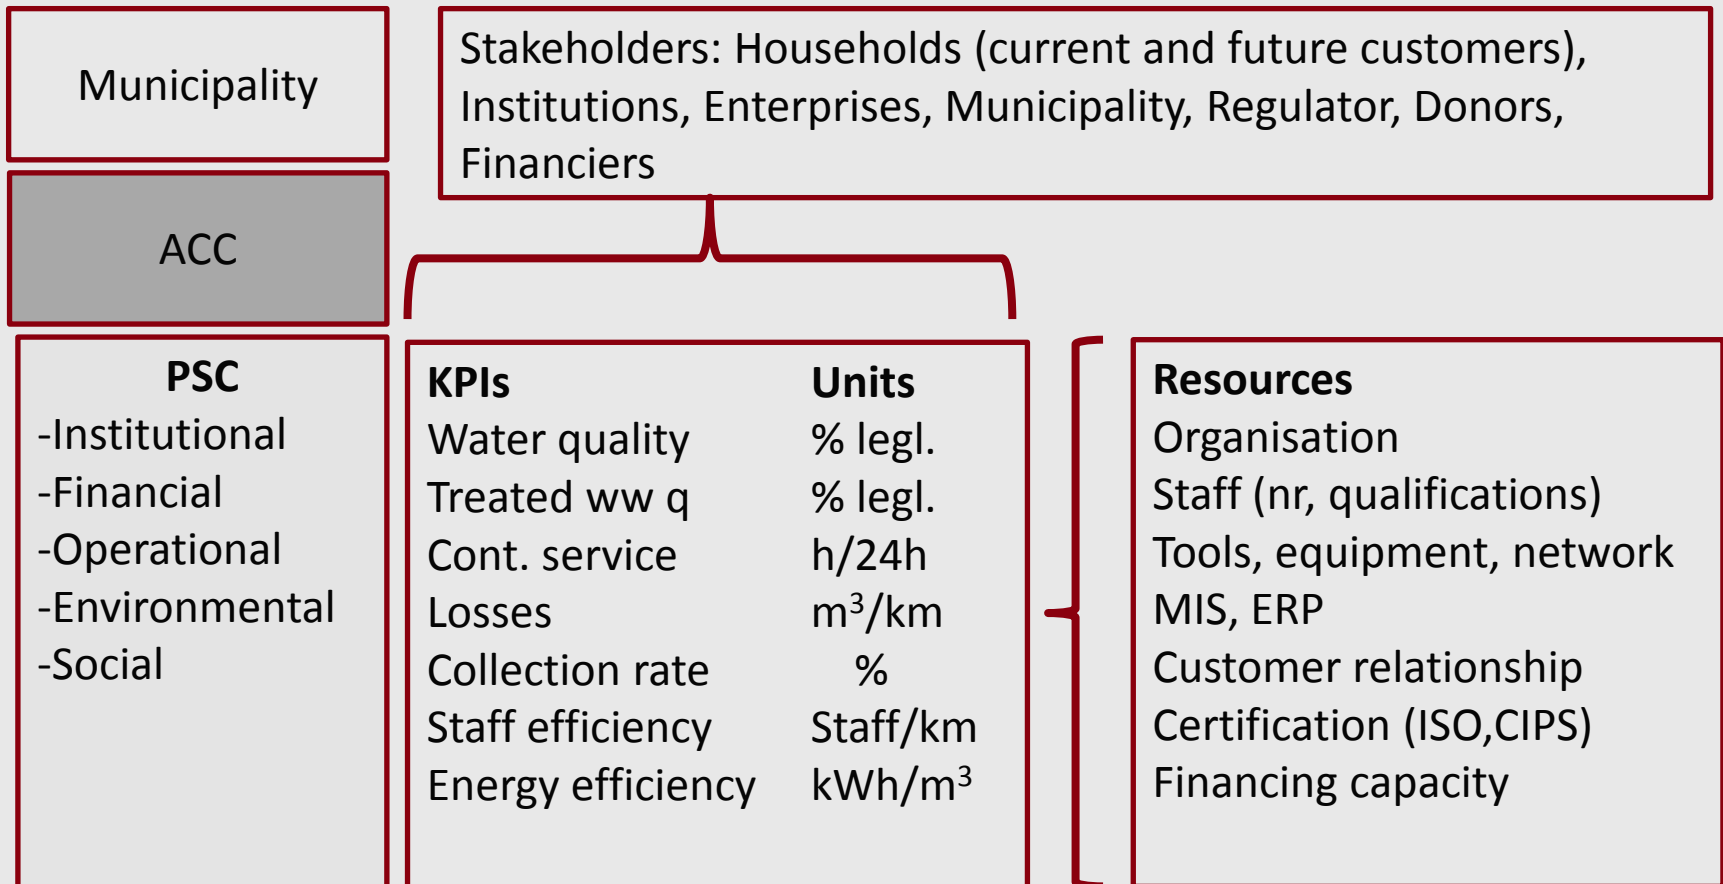 Municipality
Stakeholders: Households (current and future customers),
Institutions, Enterprises, Municipality, Regulator, Donors,
Financiers
ACC
PSC
-Institutional
-Financial
-Operational
-Environmental
-Social
KPIs Units
Water quality % legl.
Treated ww q % legl.
Cont. service h/24h
Losses m³/km
Collection rate %
Staff efficiency Staff/km
Energy efficiency kWh/m³
Resources
Organisation
Staff (nr, qualifications)
Tools, equipment, network
MIS, ERP
Customer relationship
Certification (ISO,CIPS)
Financing capacity